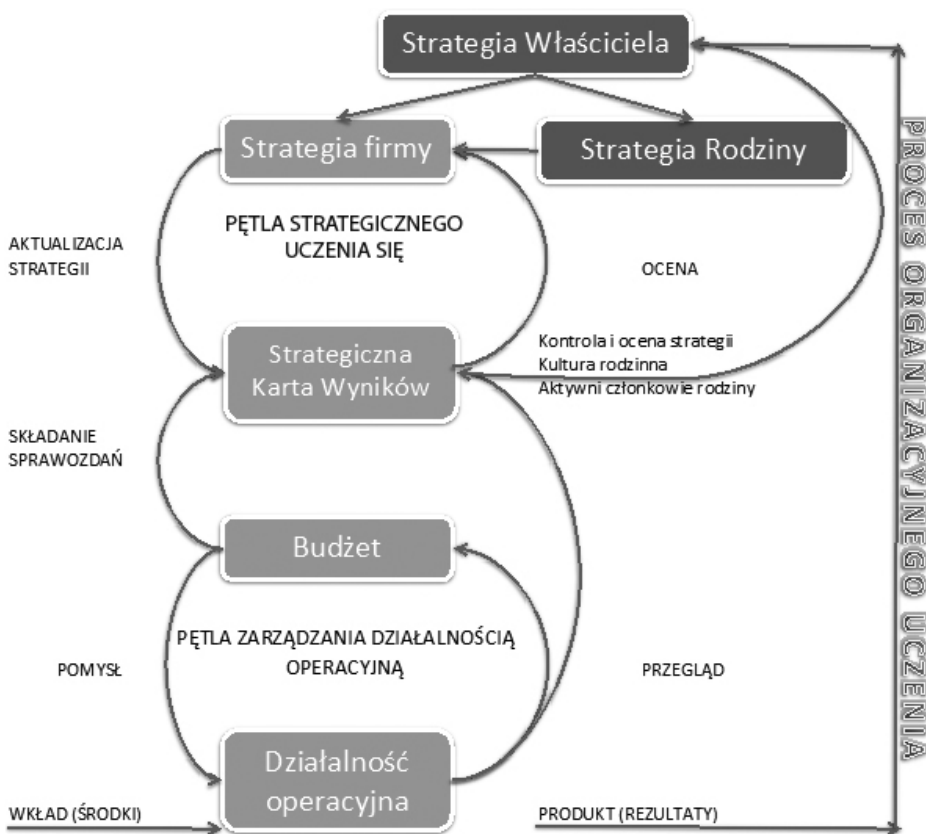 Strategia Właściciela
Strategia firmy
Strategia Rodziny
PĘTLA STRATEGICZNEGO
UCZENIA SIĘ
AKTUALIZACJA
STRATEGII
OCENA
Kontrola i ocena strategii
Kultura rodzinna
Aktywni członkowie rodziny
Strategiczna
Karta Wyników
SKŁADANIE
SPRAWOZDAŃ
Budżet
PĘTLA ZARZĄDZANIA DZIAŁALNOŚCIĄ
OPERACYJNĄ
POMYSŁ
PRZEGLĄD
Działalność
operacyjna
WKŁAD (ŚRODKI)
PRODUKT (REZULTATY)
PROCES ORGANIZACYJNEGO UCZENIA